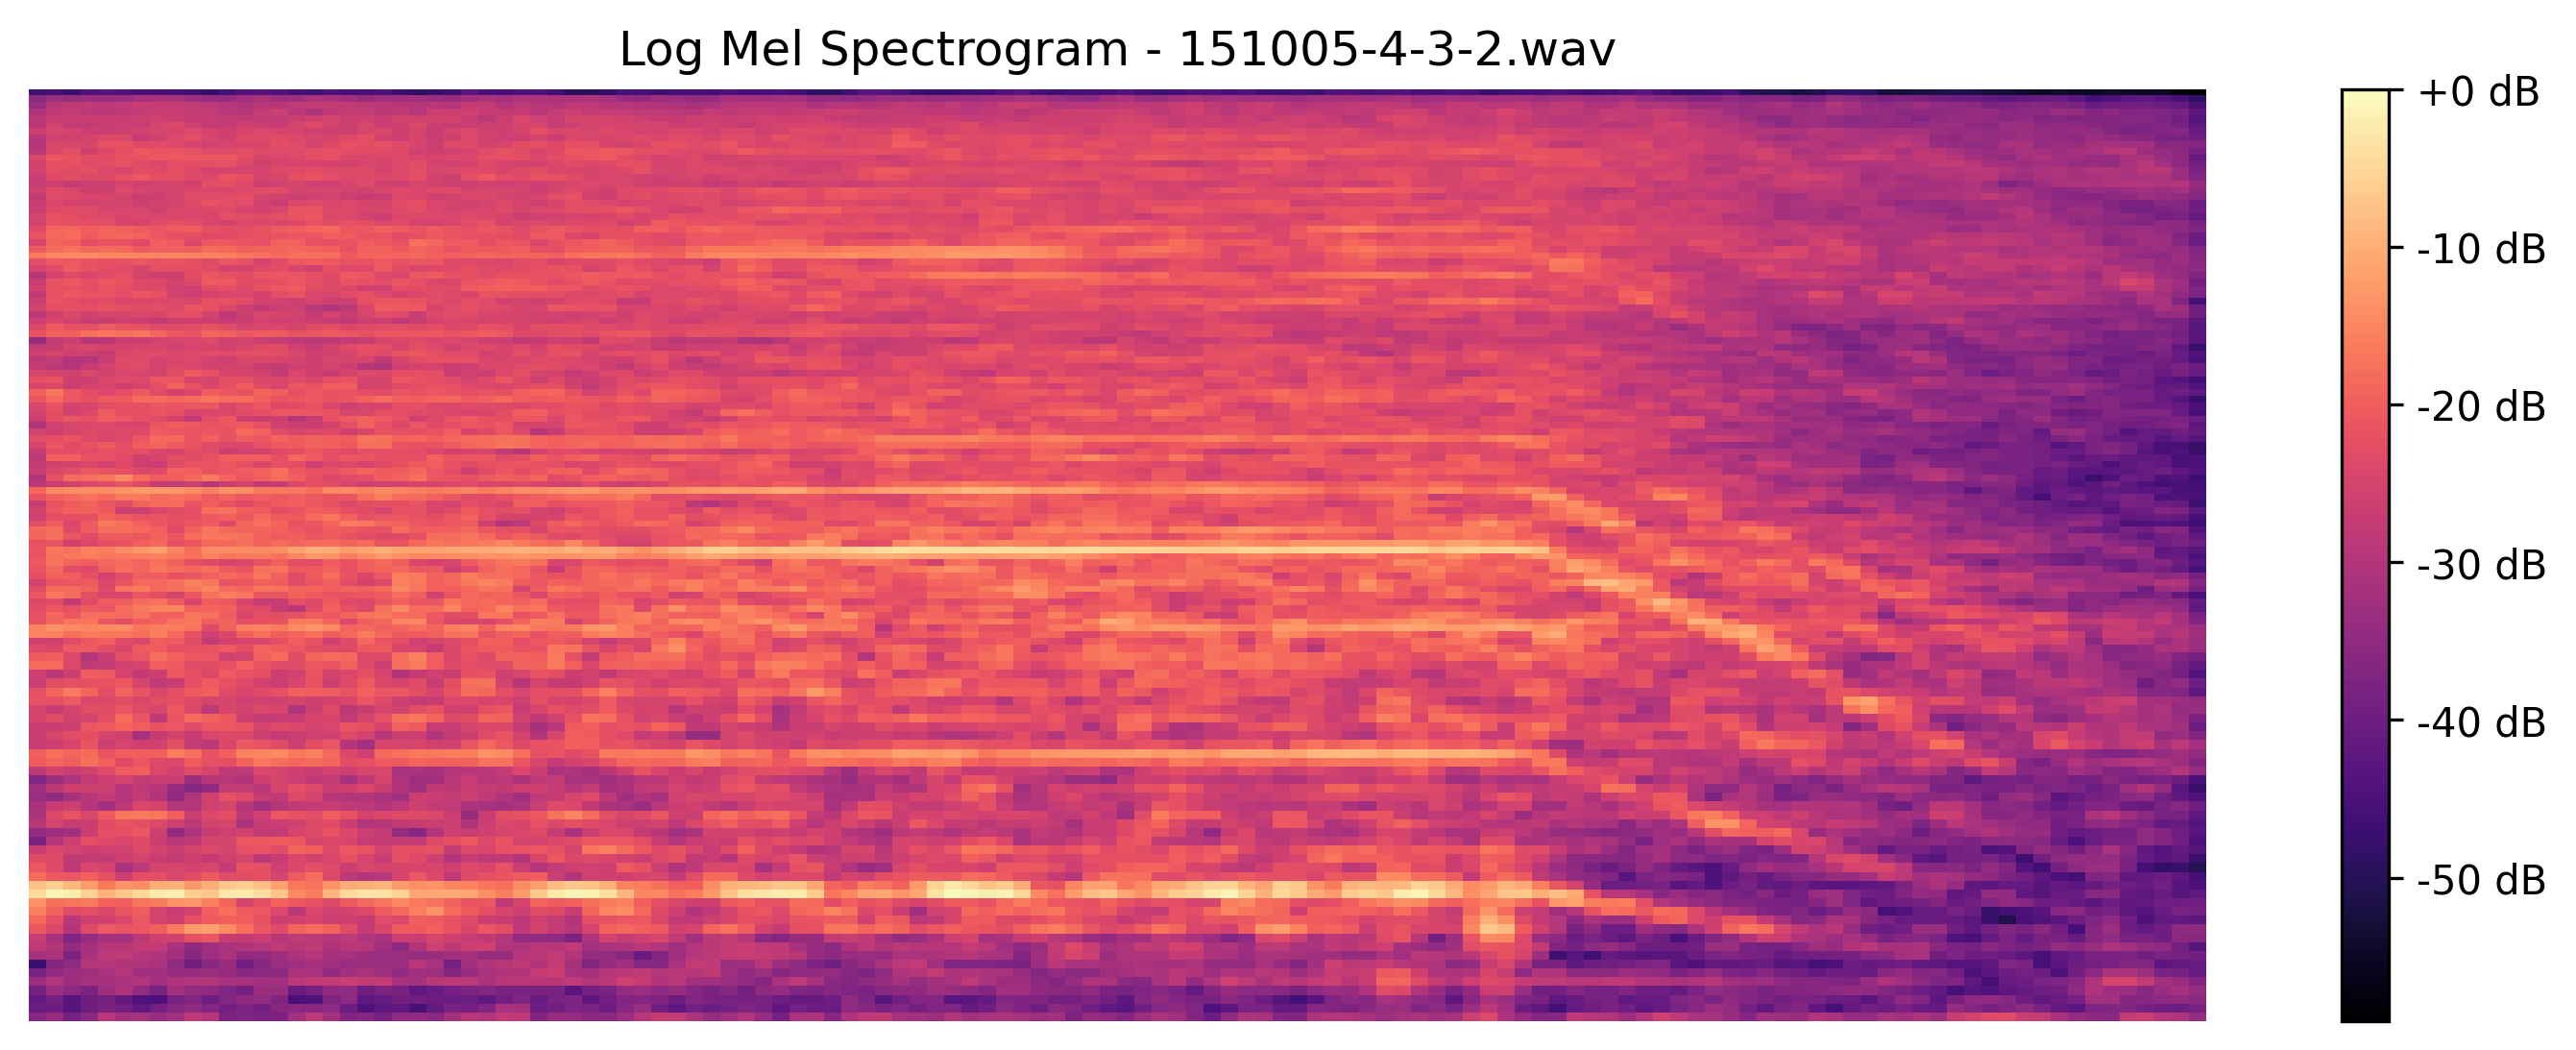 Log Mel Spectrogram - 151005-4-3-2.wav
+0 dB
-10 dB
-20 dB
-30 dB
-40 dB
-50 dB